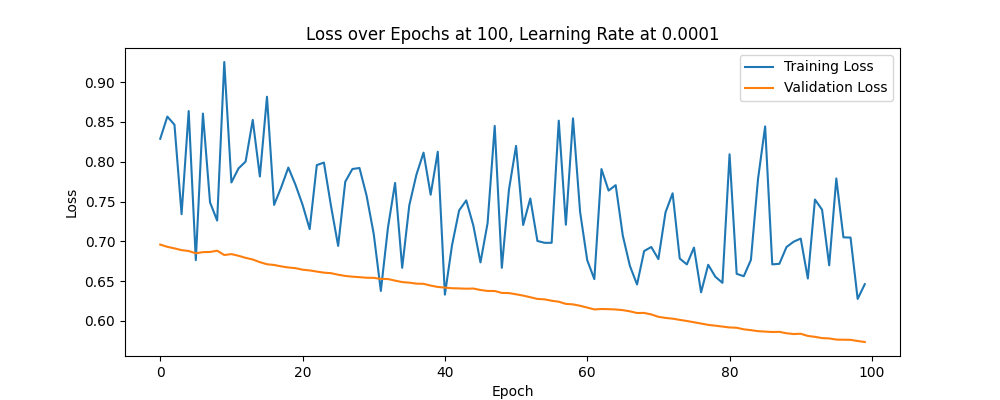 Loss over Epochs at 100, Learning Rate at 0.0001
Training Loss
Validation Loss
Loss
0.90
0.85
0.80
0.75
0.70
0.65
0.60
0
20
40
60
80
100
Epoch